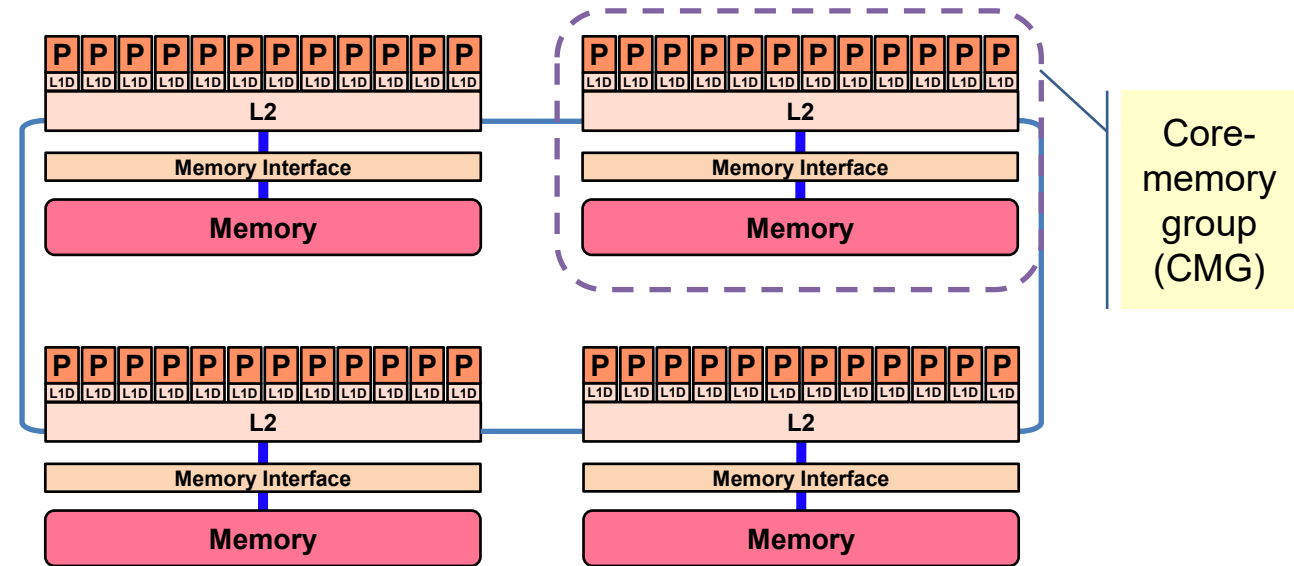 P P P P P P P P P P P P
L1D L1D L1D L1D L1D L1D L1D L1D L1D L1D L1D L1D
L2
Memory Interface
Memory
P P P P P P P P P P P P
L1D L1D L1D L1D L1D L1D L1D L1D L1D L1D L1D L1D
L2
Memory Interface
Memory
Core-
memory
group
(CMG)
P P P P P P P P P P P P
L1D L1D L1D L1D L1D L1D L1D L1D L1D L1D L1D L1D
L2
Memory Interface
Memory
P P P P P P P P P P P P
L1D L1D L1D L1D L1D L1D L1D L1D L1D L1D L1D L1D
L2
Memory Interface
Memory